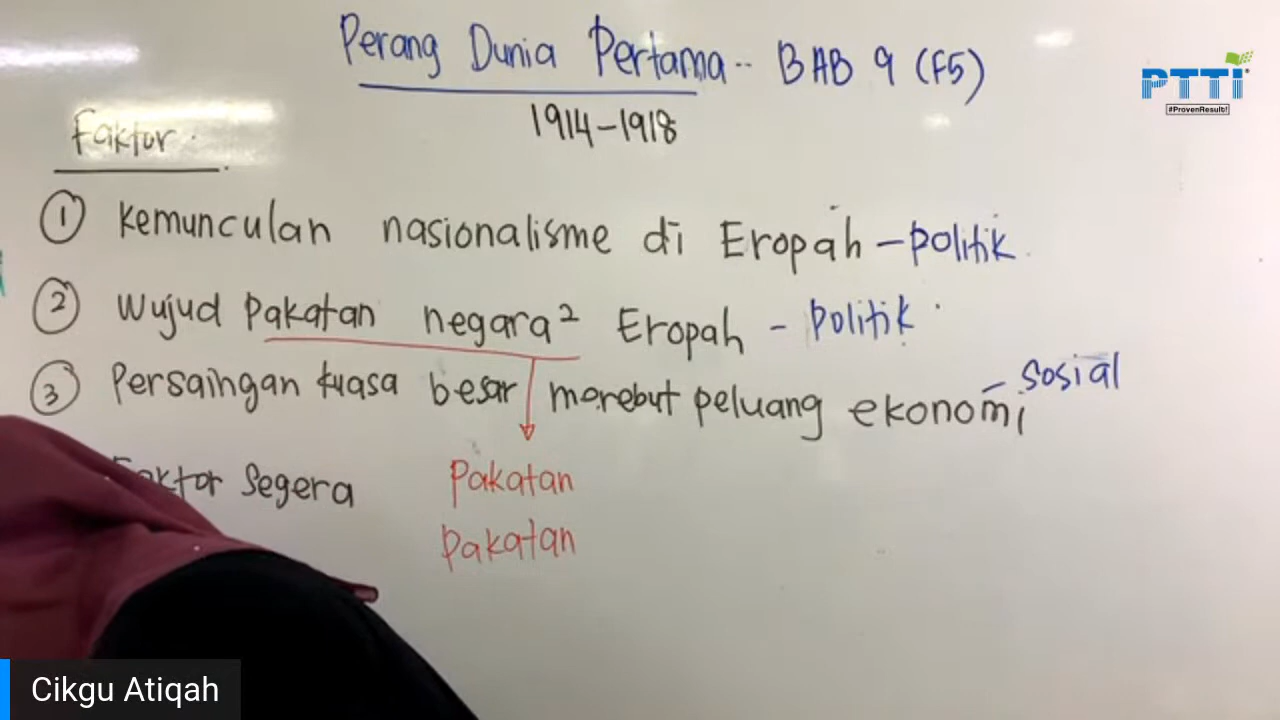 Perang Dunia Pertama.. BAB 9 (F5)
1914-1918
PTTI
#ProvenResult!
Faktor.
① Kemunculan nasionalisme di Eropah - politik
② Wujud Pakatan negara² Eropah - politik
③ Persaingan kuasa besar merebut peluang ekonomi - sosial
Faktor Segera
Pakatan
Pakatan
Cikgu Atiqah